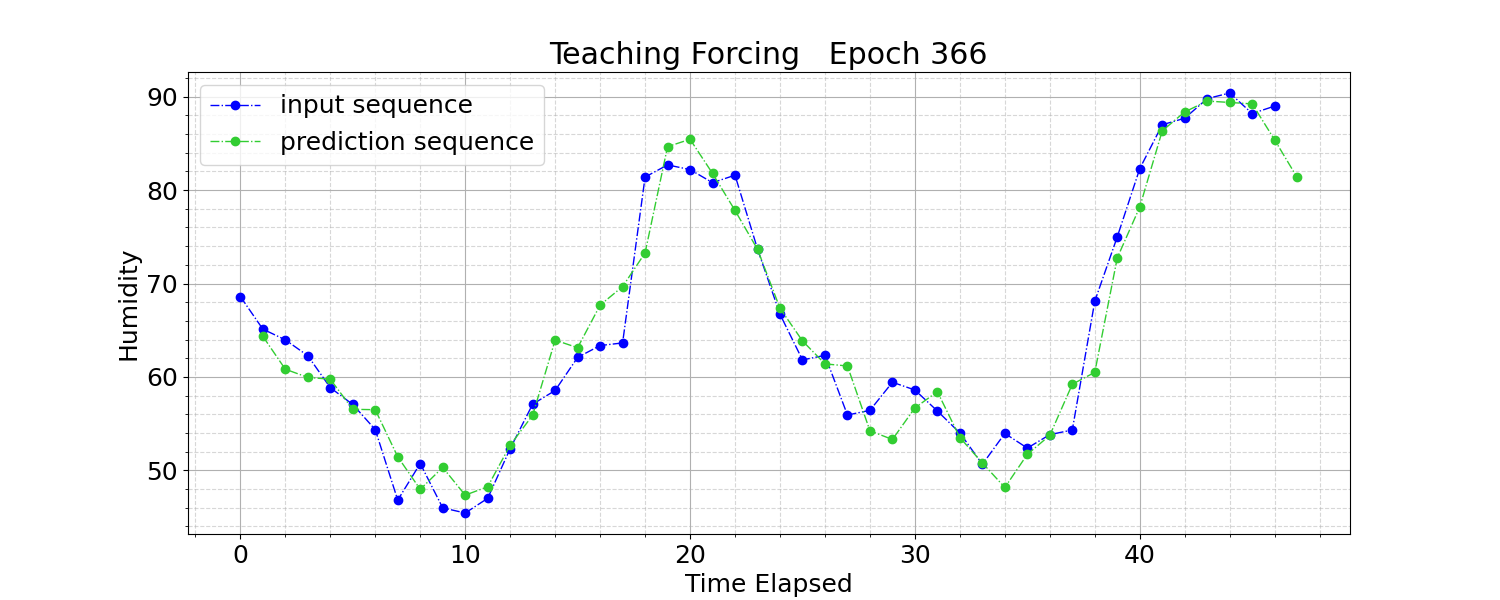 Teaching Forcing   Epoch 366
input sequence
prediction sequence
Humidity
90
80
70
60
50
0 10 20 30 40
Time Elapsed